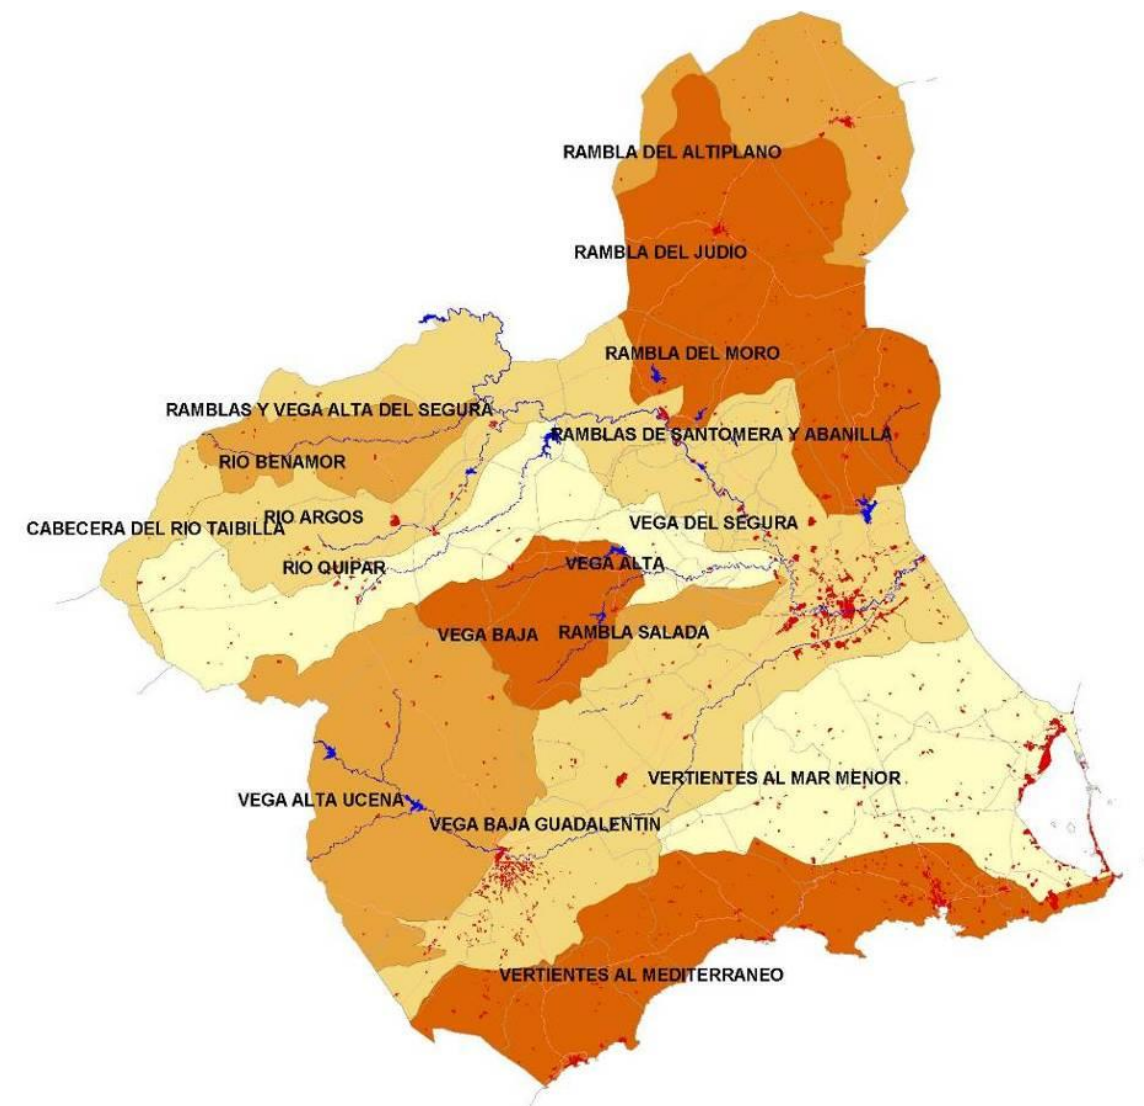 RAMBLA DEL ALTIPLANO
RAMBLA DEL JUDIO
RAMBLA DEL MORO
RAMBLAS Y VEGA ALTA DEL SEGURA
RAMBLAS DE SANTOMERA Y ABANILLA
RIO BENAMOR
RIO ARGOS
CABECERA DEL RIO TAIBILLA
VEGA DEL SEGURA
RIO QUIPAR
VEGA ALTA
VEGA BAJA
RAMBLA SALADA
VERTIENTES AL MAR MENOR
VEGA ALTA UCENA
VEGA BAJA GUADALENTIN
VERTIENTES AL MEDITERRANEO